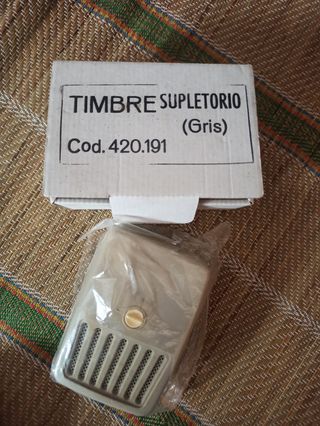 TIMBRE SUPLETORIO
(Gris)
Cod. 420.191